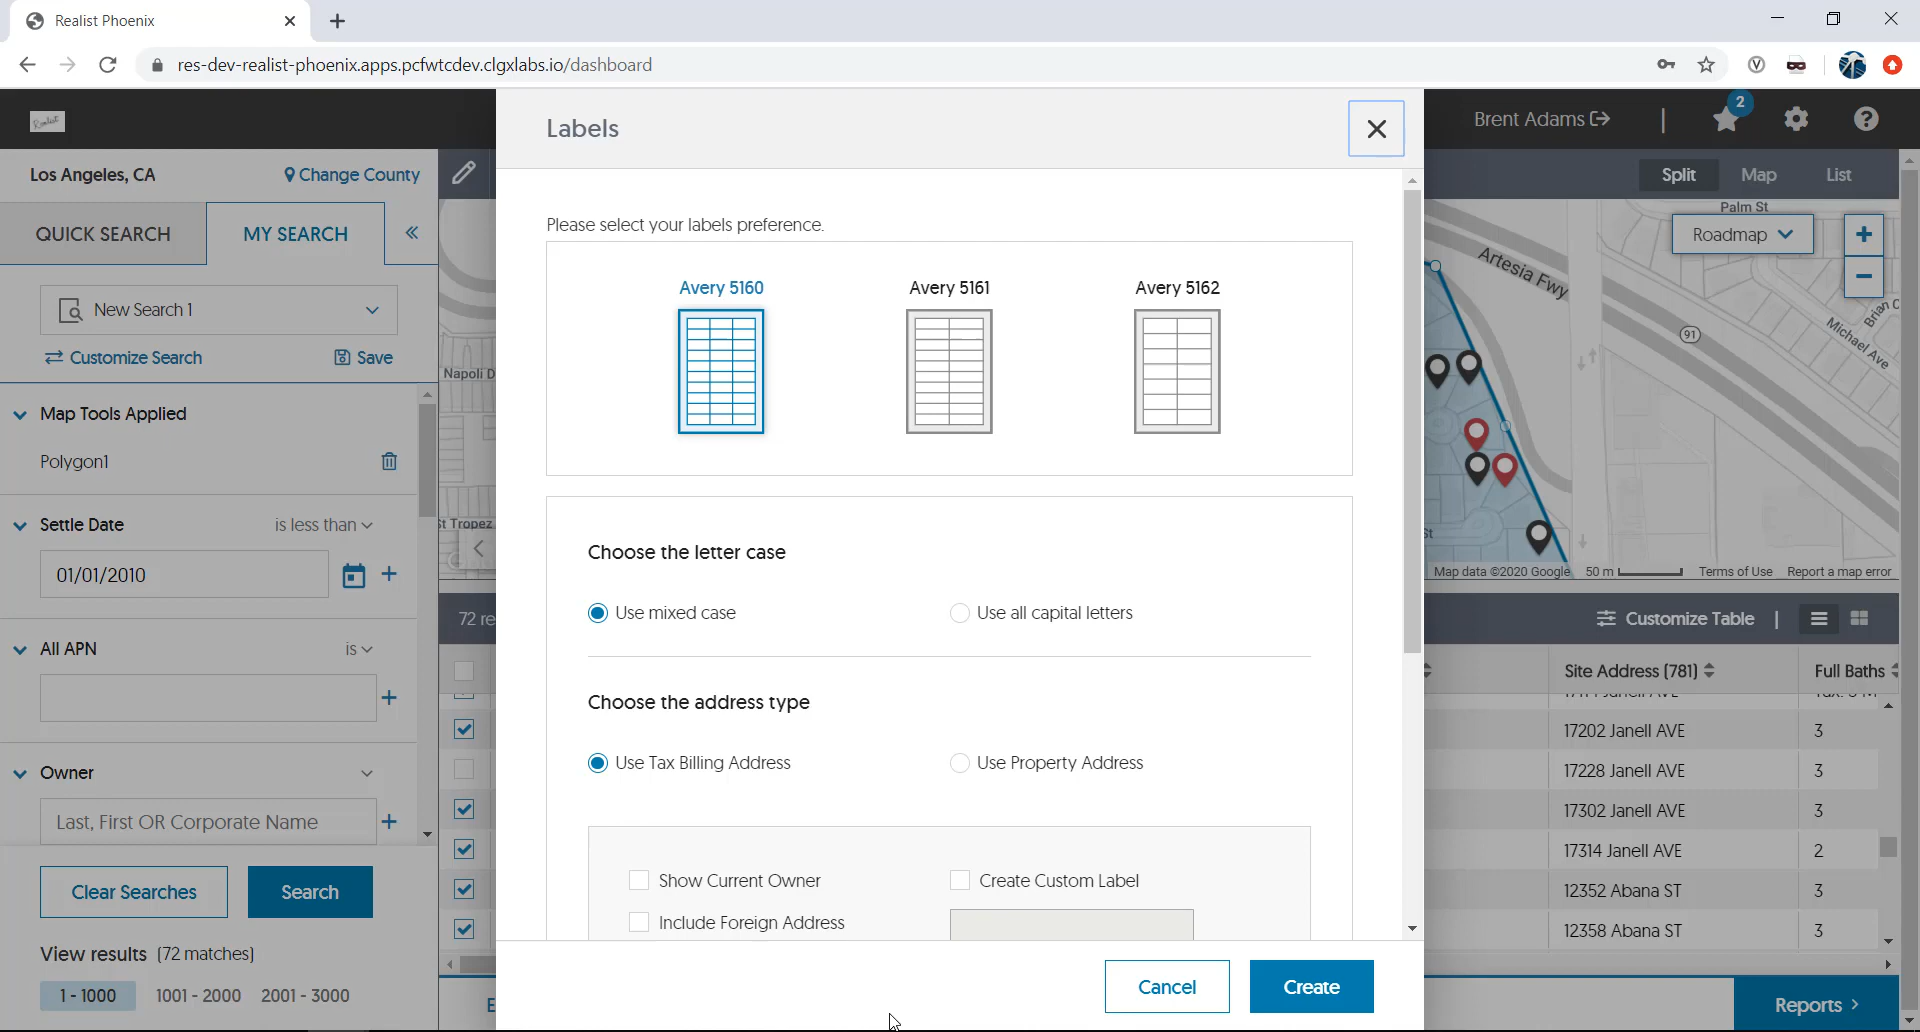 Realist Phoenix
res-dev-realist-phoenix.apps.pcfwtcdev.clgxlabs.io/dashboard
Realist
Labels
Brent Adams
2
Los Angeles, CA
Change County
Split
Map
List
QUICK SEARCH
MY SEARCH
Please select your labels preference.
Palm St
Roadmap
Artesia Fwy
New Search 1
Avery 5160
Avery 5161
Avery 5162
91
Michael Ave
Customize Search
Save
Napoli D
Map Tools Applied
Polygon1
Settle Date
is less than
St Tropez
01/01/2010
Choose the letter case
Map data ©2020 Google
50 m
Terms of Use
Report a map error
Use mixed case
Use all capital letters
72 re
Customize Table
All APN
is
Site Address (781)
Full Baths
Choose the address type
17202 Janell AVE
3
Use Tax Billing Address
Use Property Address
17228 Janell AVE
3
Owner
17302 Janell AVE
3
Last, First OR Corporate Name
17314 Janell AVE
2
Show Current Owner
Create Custom Label
12352 Abana ST
3
Clear Searches
Search
Include Foreign Address
12358 Abana ST
3
View results (72 matches)
Cancel
Create
1 - 1000
1001 - 2000
2001 - 3000
E
Reports